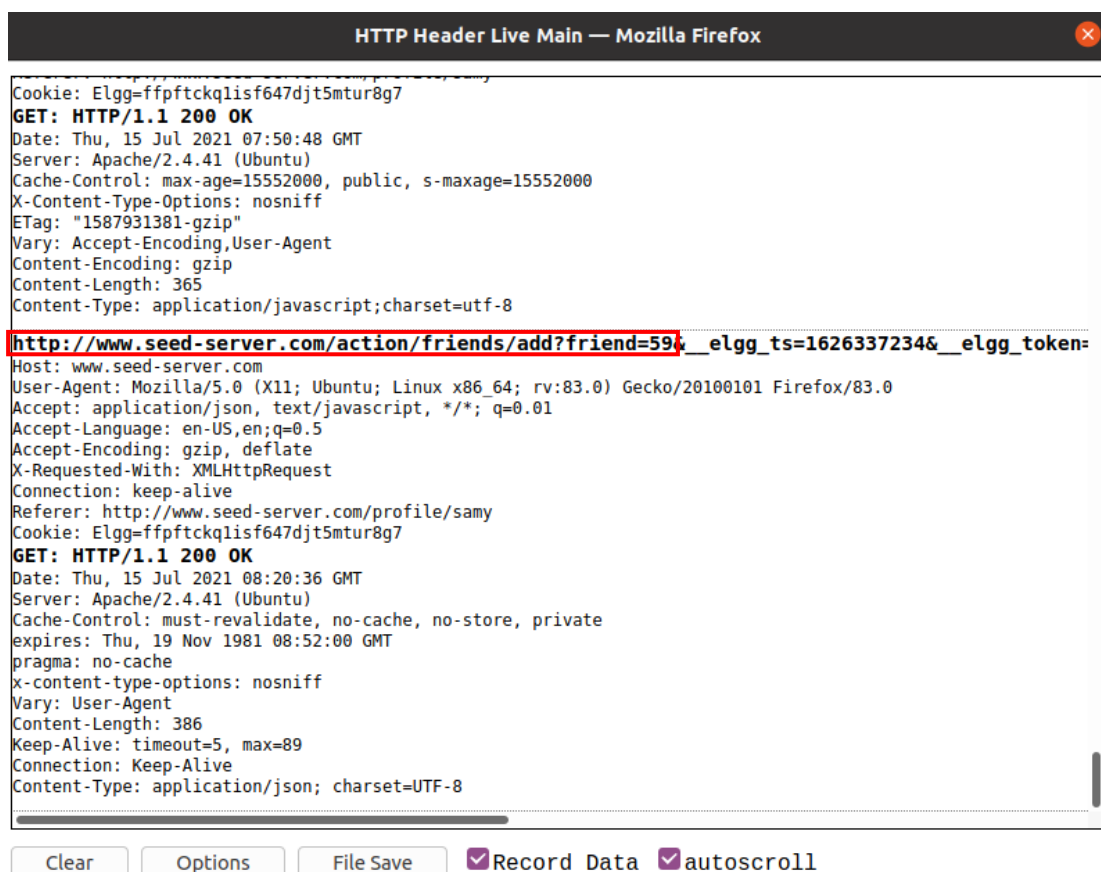 HTTP Header Live Main — Mozilla Firefox
Referer: http://www.seed-server.com/profile/samy
Cookie: Elgg=ffpftckq1isf647djt5mtur8g7
GET: HTTP/1.1 200 OK
Date: Thu, 15 Jul 2021 07:50:48 GMT
Server: Apache/2.4.41 (Ubuntu)
Cache-Control: max-age=15552000, public, s-maxage=15552000
X-Content-Type-Options: nosniff
ETag: "1587931381-gzip"
Vary: Accept-Encoding,User-Agent
Content-Encoding: gzip
Content-Length: 365
Content-Type: application/javascript;charset=utf-8
http://www.seed-server.com/action/friends/add?friend=59&__elgg_ts=1626337234&__elgg_token=
Host: www.seed-server.com
User-Agent: Mozilla/5.0 (X11; Ubuntu; Linux x86_64; rv:83.0) Gecko/20100101 Firefox/83.0
Accept: application/json, text/javascript, */*; q=0.01
Accept-Language: en-US,en;q=0.5
Accept-Encoding: gzip, deflate
X-Requested-With: XMLHttpRequest
Connection: keep-alive
Referer: http://www.seed-server.com/profile/samy
Cookie: Elgg=ffpftckq1isf647djt5mtur8g7
GET: HTTP/1.1 200 OK
Date: Thu, 15 Jul 2021 08:20:36 GMT
Server: Apache/2.4.41 (Ubuntu)
Cache-Control: must-revalidate, no-cache, no-store, private
expires: Thu, 19 Nov 1981 08:52:00 GMT
pragma: no-cache
x-content-type-options: nosniff
Vary: User-Agent
Content-Length: 386
Keep-Alive: timeout=5, max=89
Connection: Keep-Alive
Content-Type: application/json; charset=UTF-8
Clear Options File Save Record Data autoscroll